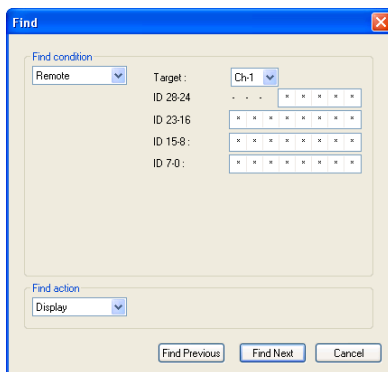 Find
Find condition
Remote
Target :
Ch-1
ID 28-24
- - - * * * * *
ID 23-16
* * * * * * * *
ID 15-8 :
* * * * * * * *
ID 7-0 :
* * * * * * * *
Find action
Display
Find Previous
Find Next
Cancel